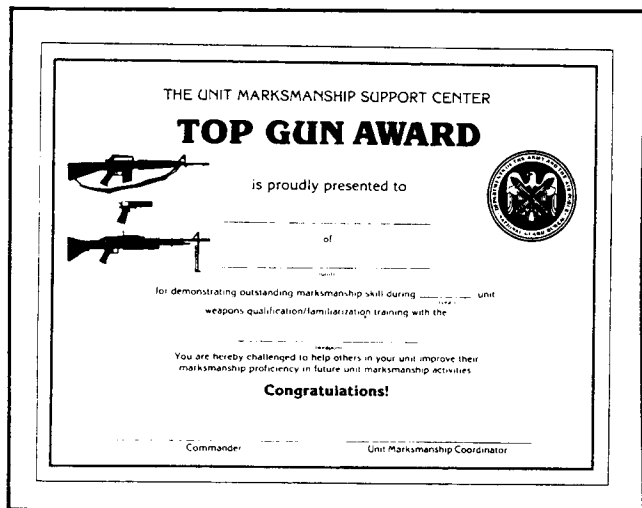 THE UNIT MARKSMANSHIP SUPPORT CENTER
TOP GUN AWARD
is proudly presented to
of
for demonstrating outstanding marksmanship skill during unit
weapons qualification/familiarization training with the
You are hereby challenged to help others in your unit improve their
marksmanship proficiency in future unit marksmanship activities
Congratulations!
Commander Unit Marksmanship Coordinator